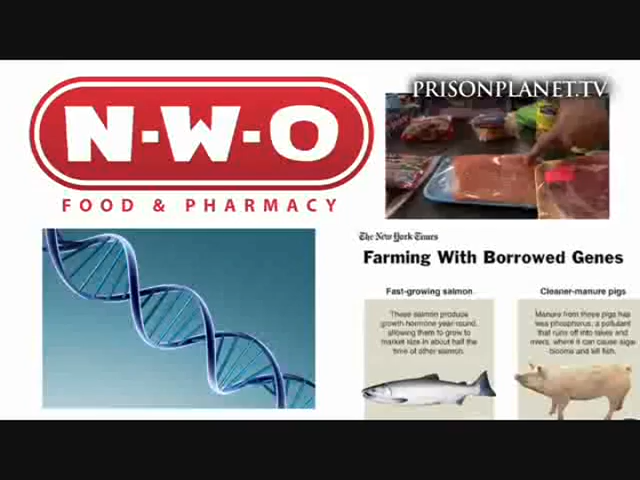 PRISONPLANET.TV
N-W-O
FOOD & PHARMACY
The New York Times
Farming With Borrowed Genes
Fast-growing salmon
These salmon produce
growth hormone year-round,
allowing them to grow to
market size in about half the
time of other salmon.
Cleaner-manure pigs
Manure from these pigs has
less phosphorus, a pollutant
that runs off into lakes and
rivers, where it can cause algae
blooms and kill fish.